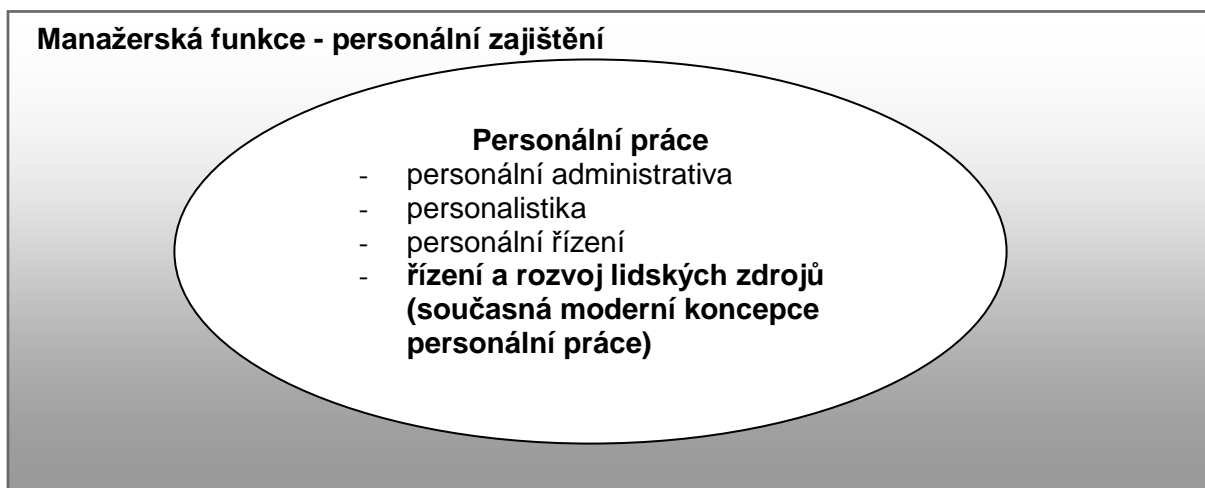 Manažerská funkce - personální zajištění
Personální práce
- personální administrativa
- personalistika
- personální řízení
- řízení a rozvoj lidských zdrojů
(současná moderní koncepce
personální práce)